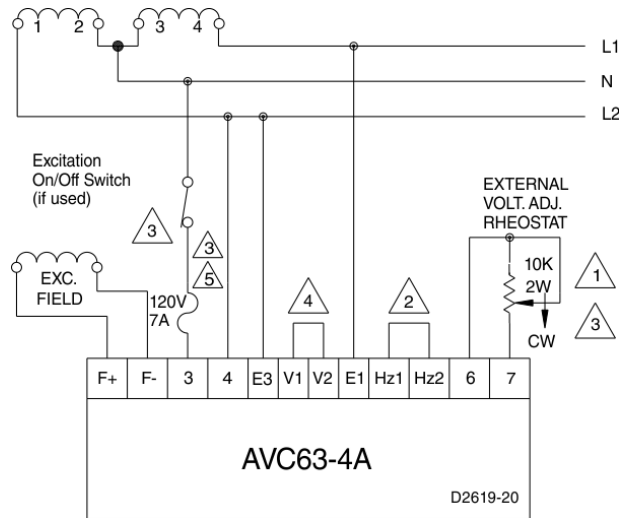 1 2 3 4
L1
N
L2
Excitation
On/Off Switch
(if used)
EXTERNAL
VOLT. ADJ.
RHEOSTAT
3
3
5
EXC.
FIELD
120V
7A
4
2
10K
2W
1
3
CW
F+ F- 3 4 E3 V1 V2 E1 Hz1 Hz2 6 7
AVC63-4A
D2619-20